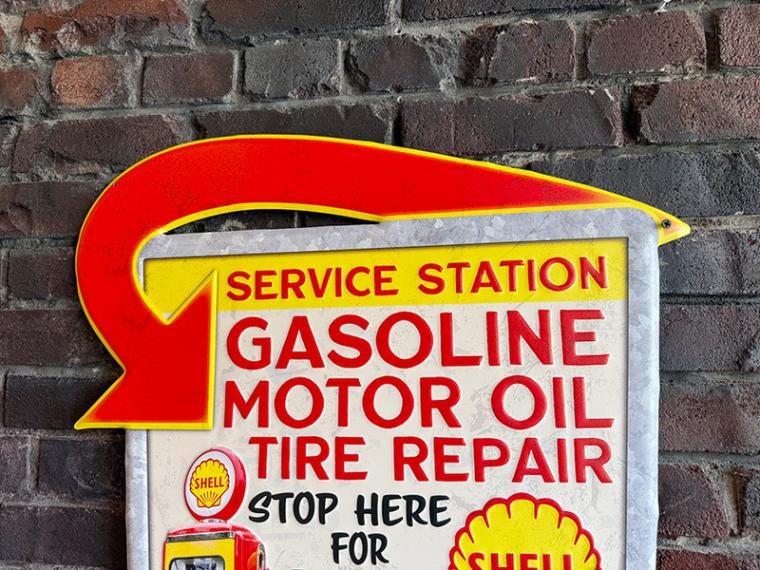 SERVICE STATION
GASOLINE
MOTOR OIL
TIRE REPAIR
SHELL
STOP HERE
FOR
SHELL